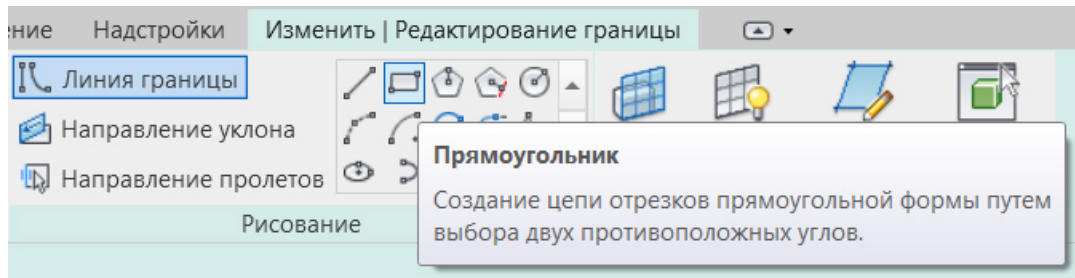 ние Надстройки Изменить | Редактирование границы
Линия границы
Направление уклона
Направление пролетов
Рисование
Прямоугольник
Создание цепи отрезков прямоугольной формы путем
выбора двух противоположных углов.